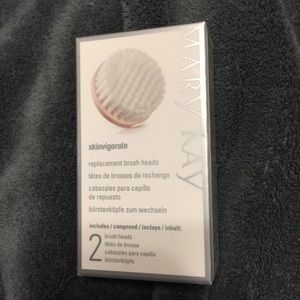 MARY KAY
skinvigorate
replacement brush heads
têtes de brosses de rechange
cabezales para cepillo
de repuesto
bürstenköpfe zum wechseln
includes / comprend / incluye / inhalt:
2
brush heads
têtes de brosse
cabezales para cepillo
bürstenköpfe